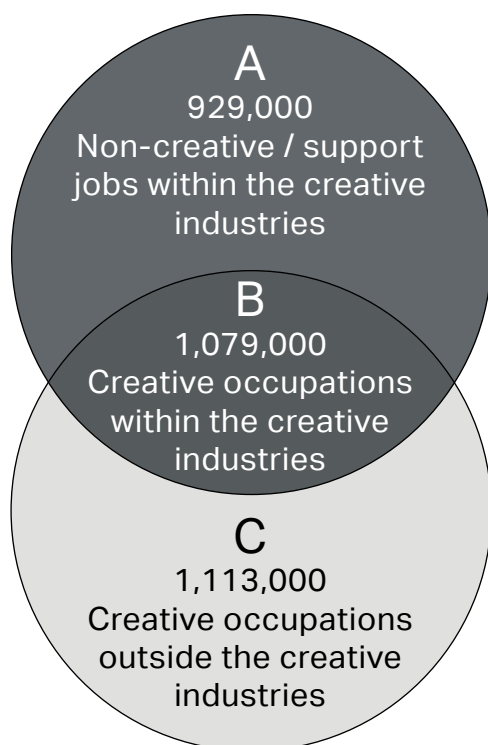 A
929,000
Non-creative / support
jobs within the creative
industries
B
1,079,000
Creative occupations
within the creative
industries
C
1,113,000
Creative occupations
outside the creative
industries